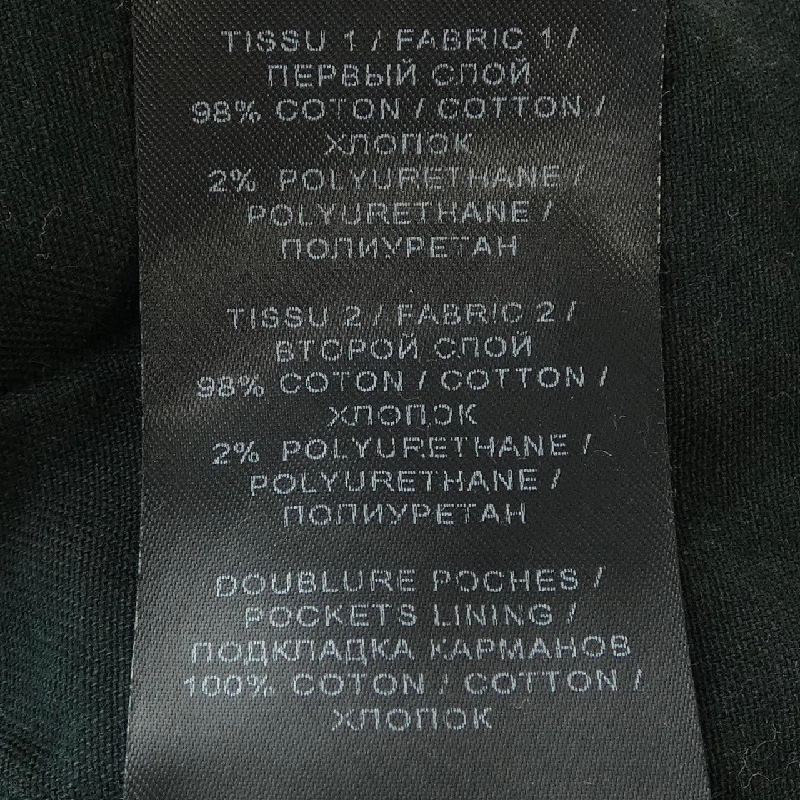 TISSU 1 / FABRIC 1 /
ПЕРВЫЙ СЛОЙ
98% COTON / COTTON /
ХЛОПОК
2% POLYURETHANE /
POLYURETHANE /
ПОЛИУРЕТАН
TISSU 2 / FABRIC 2 /
ВТОРОЙ СЛОЙ
98% COTON / COTTON /
ХЛОПОК
2% POLYURETHANE /
POLYURETHANE /
ПОЛИУРЕТАН
DOUBLURE POCHES /
POCKETS LINING /
ПОДКЛАДКА КАРМАНОВ
100% COTON / COTTON /
ХЛОПОК